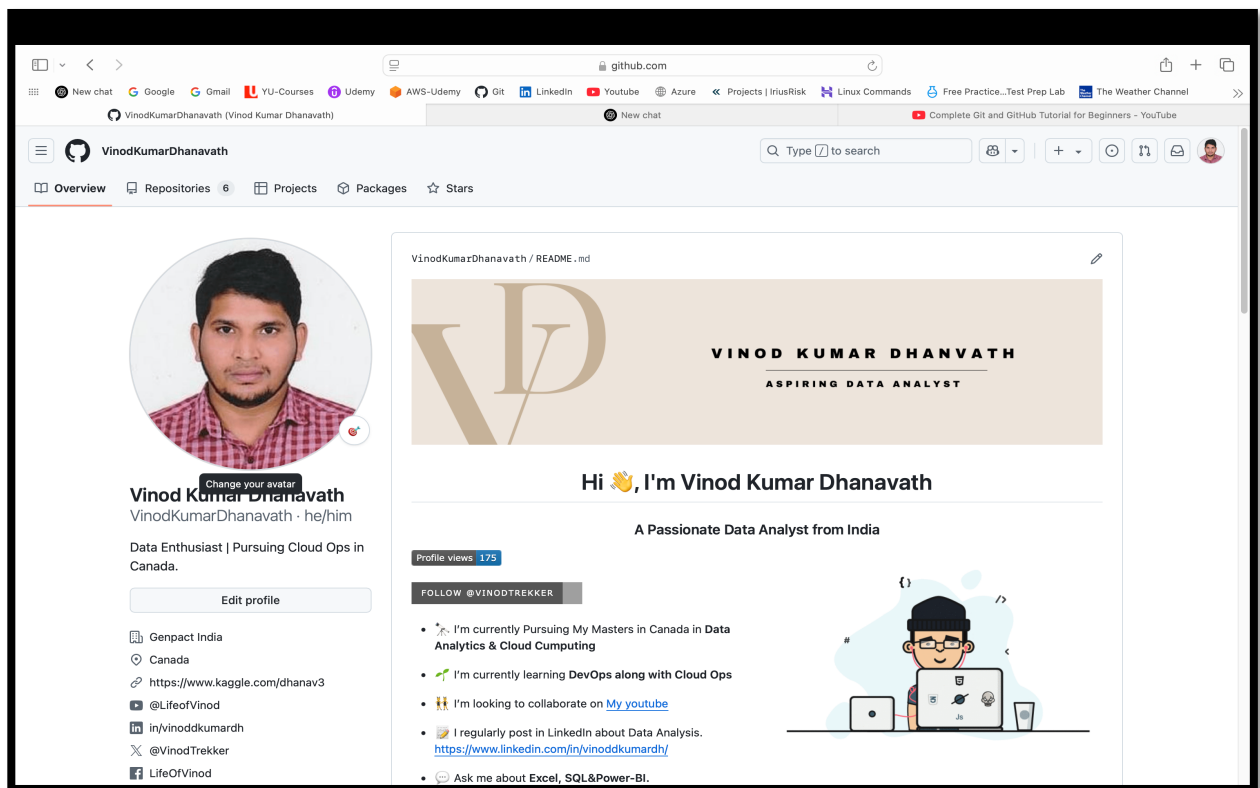 github.com
New chat Google Gmail YU-Courses Udemy AWS-Udemy Git LinkedIn Youtube Azure Projects | IriusRisk Linux Commands Free Practice...Test Prep Lab The Weather Channel
VinodKumarDhanavath (Vinod Kumar Dhanavath) New chat Complete Git and GitHub Tutorial for Beginners - YouTube
VinodKumarDhanavath Type / to search
Overview Repositories 6 Projects Packages Stars
VinodKumarDhanavath / README.md
VD
VINOD KUMAR DHANVATH
ASPIRING DATA ANALYST
Change your avatar
Vinod Kumar Dhanavath
VinodKumarDhanavath · he/him
Data Enthusiast | Pursuing Cloud Ops in
Canada.
Edit profile
Genpact India
Canada
https://www.kaggle.com/dhanav3
@LifeofVinod
in/vinoddkumardh
@VinodTrekker
LifeOfVinod
Hi 👋, I'm Vinod Kumar Dhanavath
A Passionate Data Analyst from India
Profile views 175
FOLLOW @VINODTREKKER
• 🔭 I'm currently Pursuing My Masters in Canada in Data
Analytics & Cloud Cumputing
• 🌱 I'm currently learning DevOps along with Cloud Ops
• 👯 I'm looking to collaborate on My youtube
• 📝 I regularly post in LinkedIn about Data Analysis.
https://www.linkedin.com/in/vinoddkumardh/
• 💬 Ask me about Excel, SQL&Power-BI.
{}
/>
#
<
5
Js